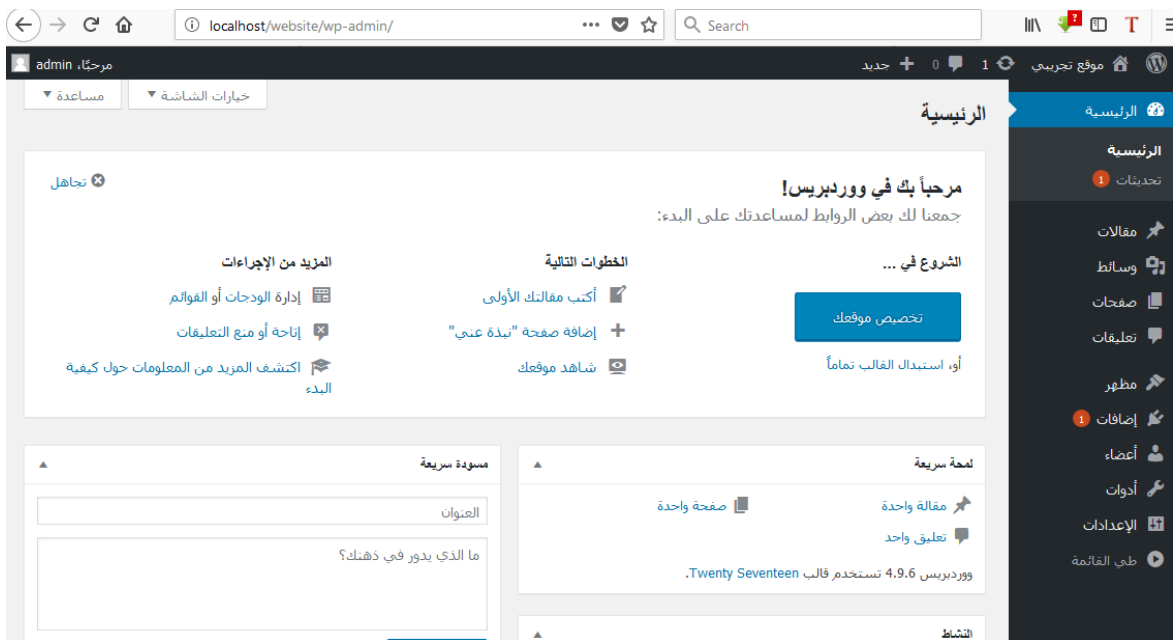 localhost/website/wp-admin/
Search
موقع تجريبي 1 0 جديد
مرحبًا، admin
الرئيسية
الرئيسية
تحديثات 1
مقالات
وسائط
صفحات
تعليقات
مظهر
إضافات 1
أعضاء
أدوات
الإعدادات
طي القائمة
خيارات الشاشة
مساعدة
الرئيسية
مرحباً بك في ووردبريس!
جمعنا لك بعض الروابط لمساعدتك على البدء:
تجاهل
الشروع في ...
تخصيص موقعك
أو، استبدال القالب تماماً
الخطوات التالية
أكتب مقالتك الأولى
إضافة صفحة "نبذة عني"
شاهد موقعك
المزيد من الإجراءات
إدارة الودجات أو القوائم
إتاحة أو منع التعليقات
اكتشف المزيد من المعلومات حول كيفية
البدء
لمحة سريعة
مقالة واحدة
صفحة واحدة
تعليق واحد
ووردبريس 4.9.6 تستخدم قالب Twenty Seventeen.
النشاط
مسودة سريعة
العنوان
ما الذي يدور في ذهنك؟